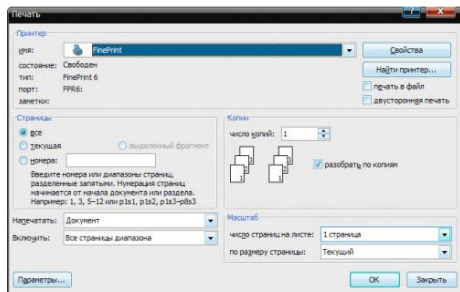 Печать
Принтер
имя: FinePrint
Свойства
состояние: Свободен
Найти принтер...
тип: FinePrint 6
порт: FPR6:
печать в файл
заметки:
двусторонняя печать
Страницы
все
текущая
выделенный фрагмент
номера:
Введите номера или диапазоны страниц,
разделенные запятыми. Нумерация страниц
начинается от начала документа или раздела.
Например: 1, 3, 5–12 или p1s1, p1s2, p1s3–p8s3
Копии
число копий: 1
разобрать по копиям
Напечатать: Документ
Включить: Все страницы диапазона
Масштаб
число страниц на листе: 1 страница
по размеру страницы: Текущий
Параметры...
ОК
Закрыть